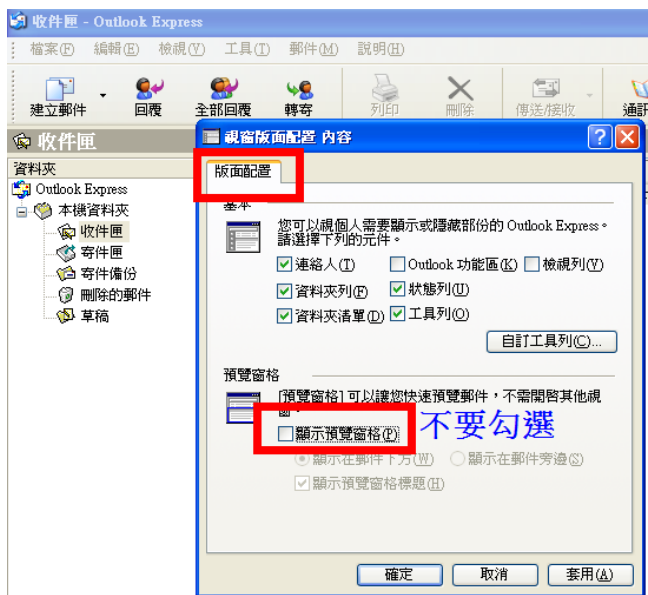 收件匣 - Outlook Express
檔案(F) 編輯(E) 檢視(V) 工具(T) 郵件(M) 說明(H)
建立郵件 回覆 全部回覆 轉寄 列印 刪除 傳送/接收
收件匣
資料夾
Outlook Express
本機資料夾
收件匣
寄件匣
寄件備份
刪除的郵件
草稿
視窗版面配置 內容
版面配置
基本
您可以視個人需要顯示或隱藏部份的 Outlook Express。
請選擇下列的元件。
連絡人(T) Outlook 功能區(K) 檢視列(V)
資料夾列(F) 狀態列(U)
資料夾清單(D) 工具列(O)
自訂工具列(C)...
預覽窗格
[預覽窗格] 可以讓您快速預覽郵件，不需開啓其他視
窗。
顯示預覽窗格(P) 不要勾選
顯示在郵件下方(W) 顯示在郵件旁邊(S)
顯示預覽窗格標題(H)
確定 取消 套用(A)